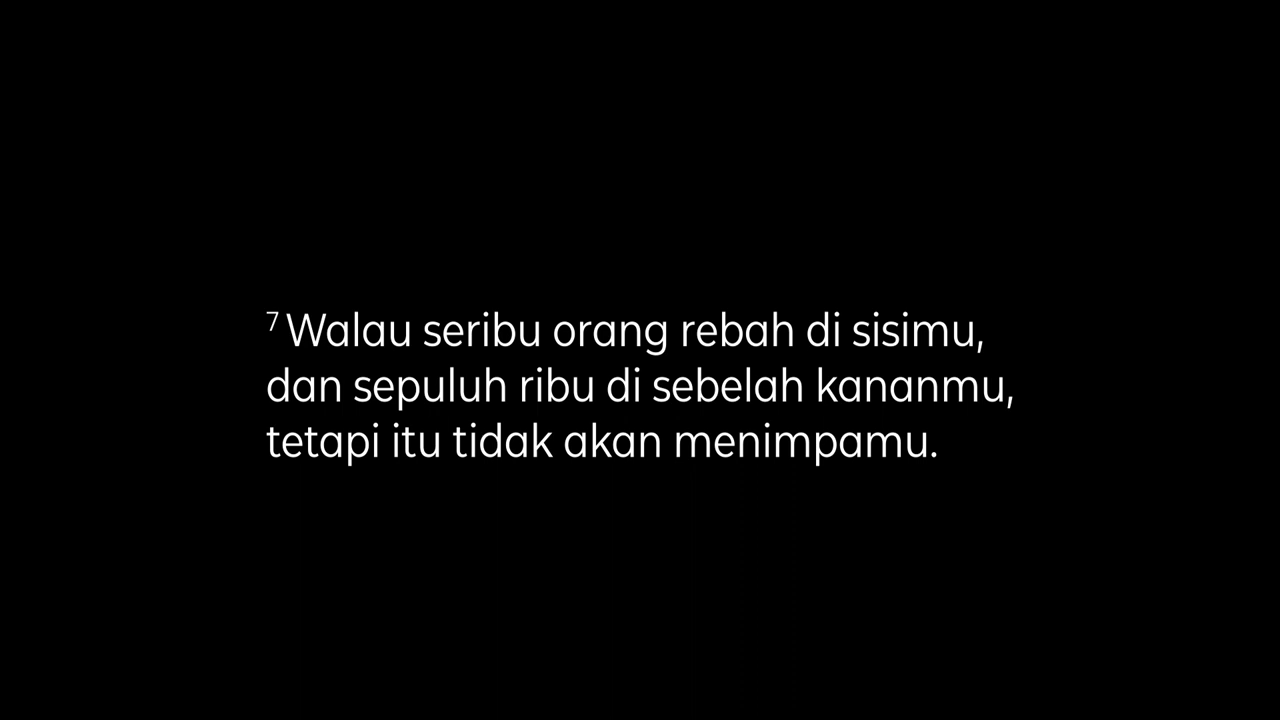 7 Walau seribu orang rebah di sisimu,
dan sepuluh ribu di sebelah kananmu,
tetapi itu tidak akan menimpamu.